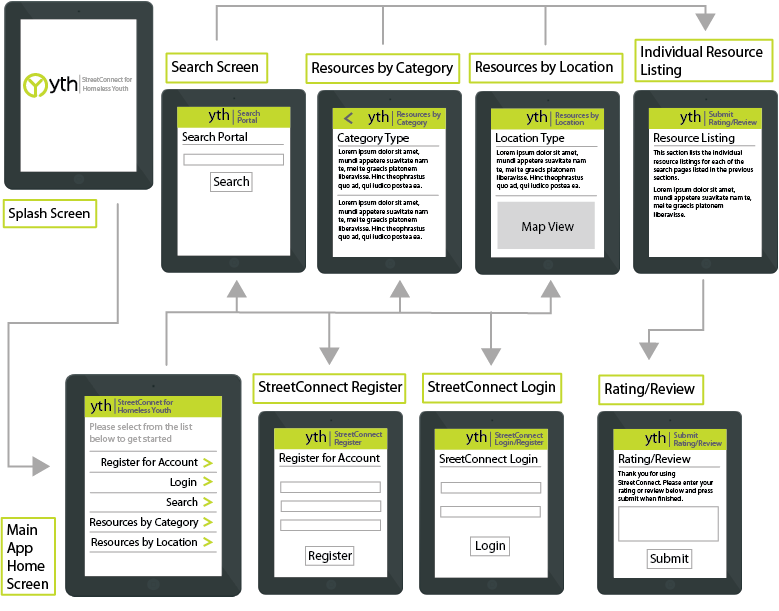 yth
StreetConnect for
Homeless Youth
Splash Screen
Search Screen
yth
Search
Portal
Search Portal
Search
Resources by Category
yth
Resources by
Category
Category Type
Lorem ipsum dolor sit amet,
mundi appetere suavitate nam
te, mei te graecis platonem
liberavisse. Hinc theophrastus
quo ad, qui iudico postea ea.
Lorem ipsum dolor sit amet,
mundi appetere suavitate nam
te, mei te graecis platonem
liberavisse. Hinc theophrastus
quo ad, qui iudico postea ea.
Resources by Location
yth
Resources by
Location
Location Type
Lorem ipsum dolor sit amet,
mundi appetere suavitate nam
te, mei te graecis platonem
liberavisse. Hinc theophrastus
quo ad, qui iudico postea ea.
Map View
Individual Resource
Listing
yth
Submit
Rating/Review
Resource Listing
This section lists the individual
resource listings for each of the
search pages listed in the previous
sections.
Lorem ipsum dolor sit amet,
mundi appetere suavitate nam te,
mei te graecis platonem
liberavisse.
Main
App
Home
Screen
yth
StreetConnet for
Homeless Youth
Please select from the list
below to get started
Register for Account >
Login >
Search >
Resources by Category >
Resources by Location >
StreetConnect Register
yth
StreetConnect
Register
Register for Account
Register
StreetConnect Login
yth
StreetConnect
Login/Register
SreetConnect Login
Login
Rating/Review
yth
Submit
Rating/Review
Rating/Review
Thank you for using
StreetConnect. Please enter your
rating or review below and press
submit when finished.
Submit